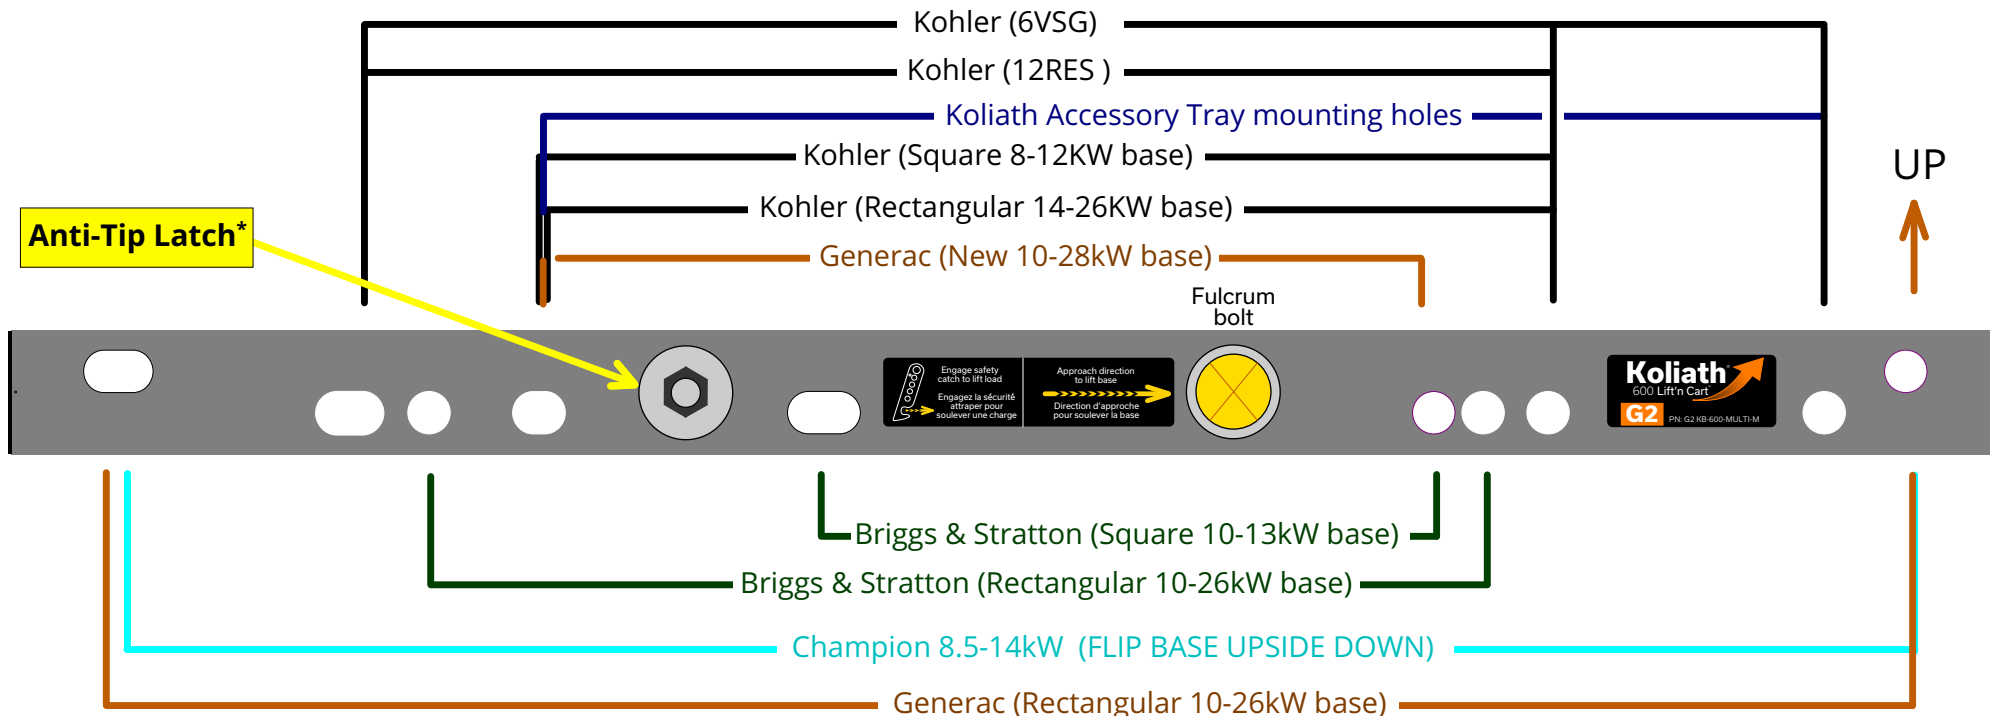 Kohler (6VSG)
Kohler (12RES )
Koliath Accessory Tray mounting holes
Kohler (Square 8-12KW base)
UP
Kohler (Rectangular 14-26KW base)
Anti-Tip Latch*
Generac (New 10-28kW base)
Fulcrum
bolt
Engage safety
catch to lift load
Engagez la sécurité
attraper pour
soulever une charge
Approach direction
to lift base
Direction d'approche
pour soulever la base
Koliath
600 Lift'n Cart
G2 PN: G2 KB-600-MULTI-M
Briggs & Stratton (Square 10-13kW base)
Briggs & Stratton (Rectangular 10-26kW base)
Champion 8.5-14kW (FLIP BASE UPSIDE DOWN)
Generac (Rectangular 10-26kW base)